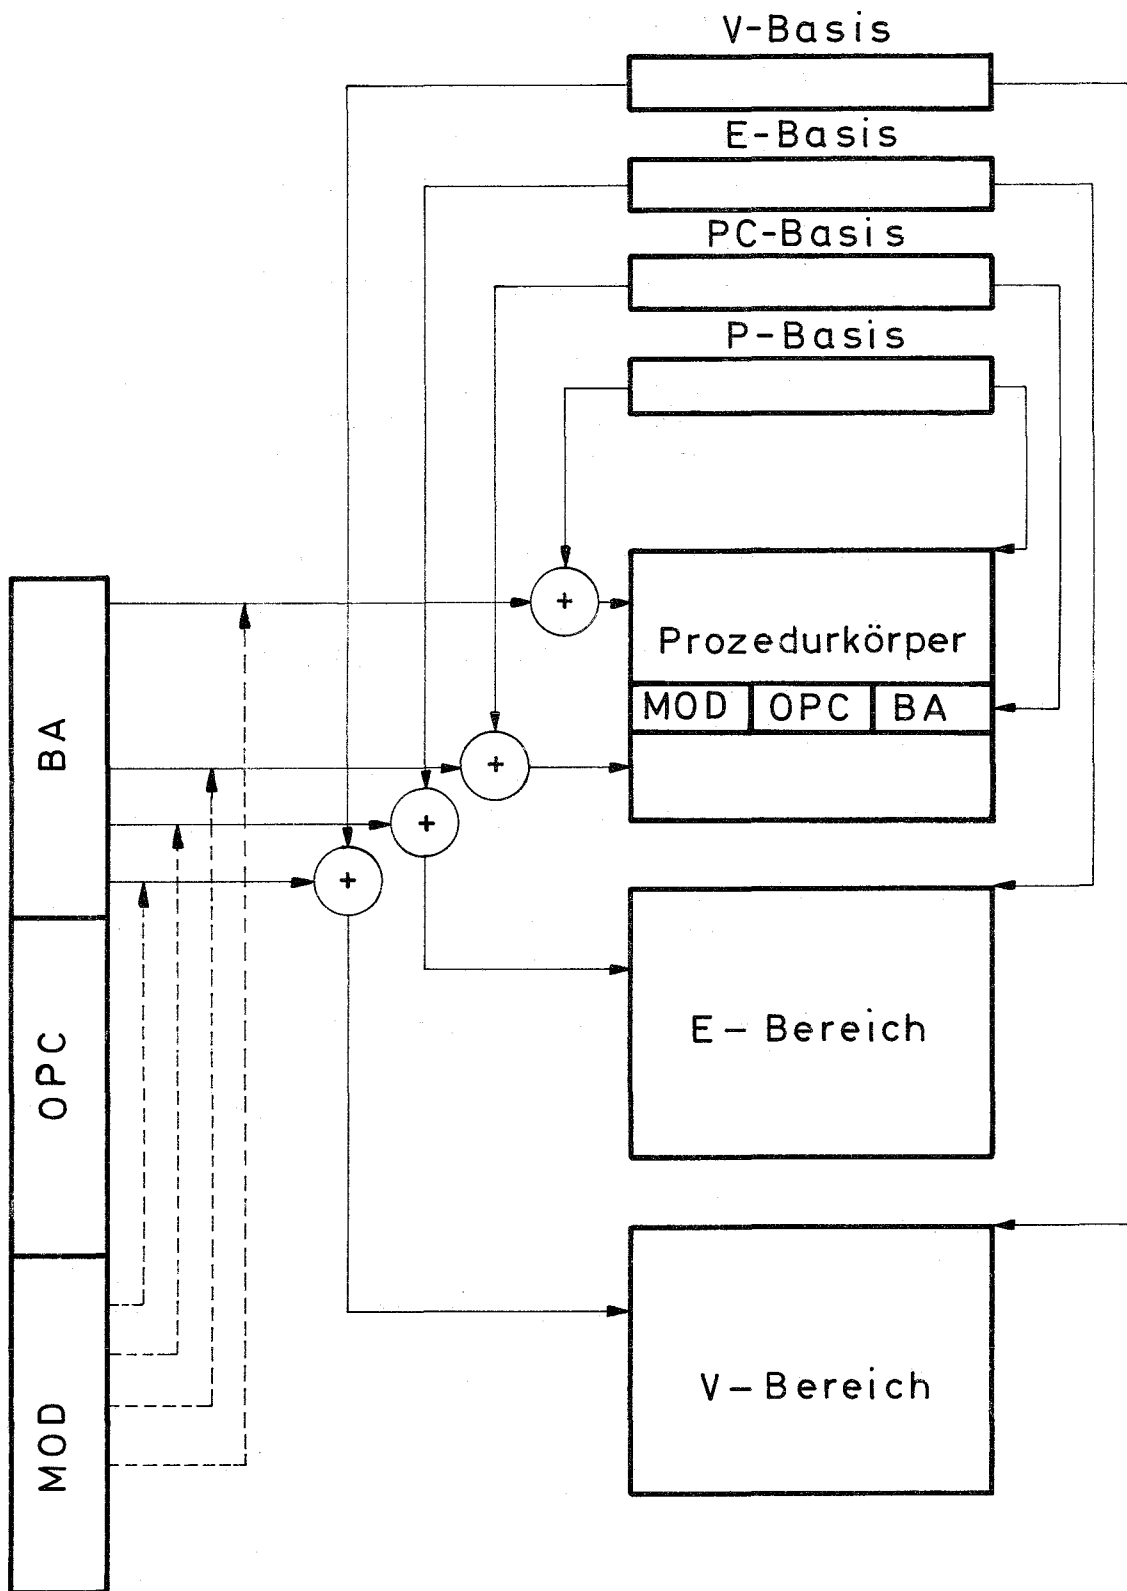 V-Basis
E-Basis
PC-Basis
P-Basis
+
Prozedurkörper
MOD OPC BA
+
+
+
BA
OPC
MOD
E-Bereich
V-Bereich